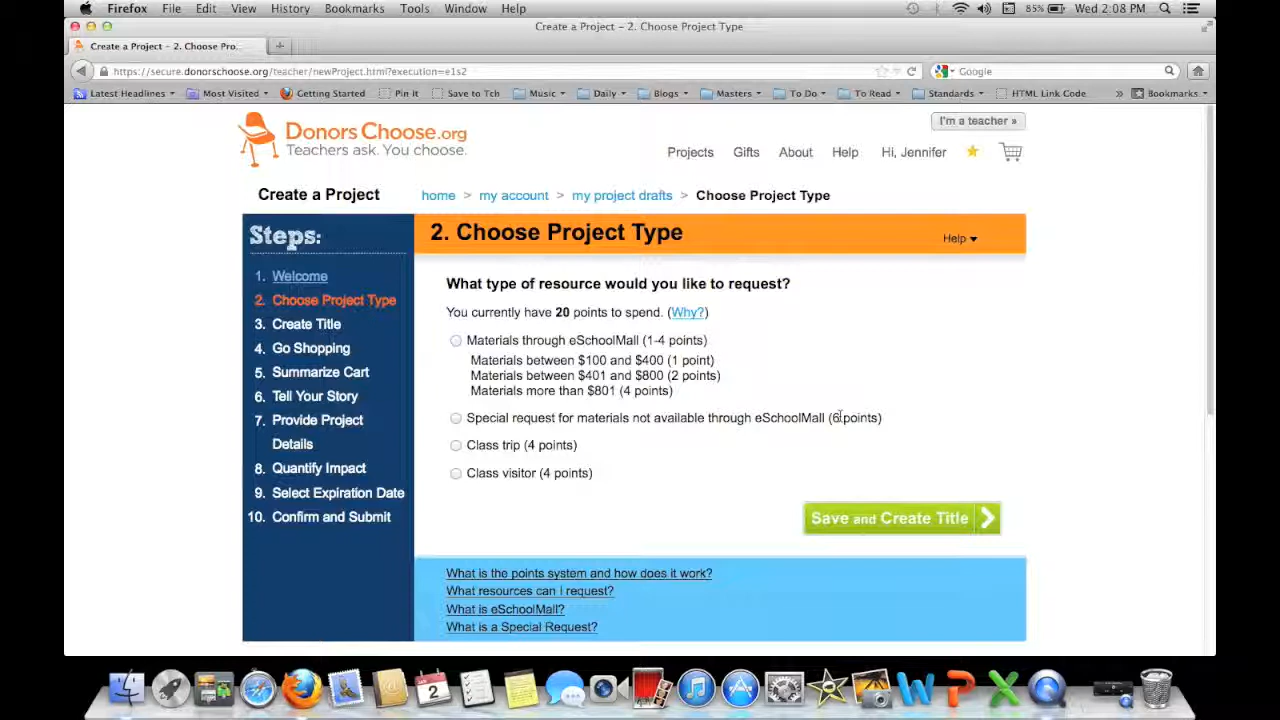 Firefox File Edit View History Bookmarks Tools Window Help 85% Wed 2:08 PM
Create a Project - 2. Choose Project Type
Create a Project - 2. Choose Pro...
https://secure.donorschoose.org/teacher/newProject.html?execution=e1s2 Google
Latest Headlines Most Visited Getting Started Pin It Save to Tch Music Daily Blogs Masters To Do To Read Standards HTML Link Code » Bookmarks
DonorsChoose.org
Teachers ask. You choose.
I'm a teacher »
Projects Gifts About Help Hi, Jennifer
Create a Project
home > my account > my project drafts > Choose Project Type
Steps:
1. Welcome
2. Choose Project Type
3. Create Title
4. Go Shopping
5. Summarize Cart
6. Tell Your Story
7. Provide Project
Details
8. Quantify Impact
9. Select Expiration Date
10. Confirm and Submit
2. Choose Project Type
Help
What type of resource would you like to request?
You currently have 20 points to spend. (Why?)
Materials through eSchoolMall (1-4 points)
Materials between $100 and $400 (1 point)
Materials between $401 and $800 (2 points)
Materials more than $801 (4 points)
Special request for materials not available through eSchoolMall (6 points)
Class trip (4 points)
Class visitor (4 points)
Save and Create Title
What is the points system and how does it work?
What resources can I request?
What is eSchoolMall?
What is a Special Request?
2
W P X